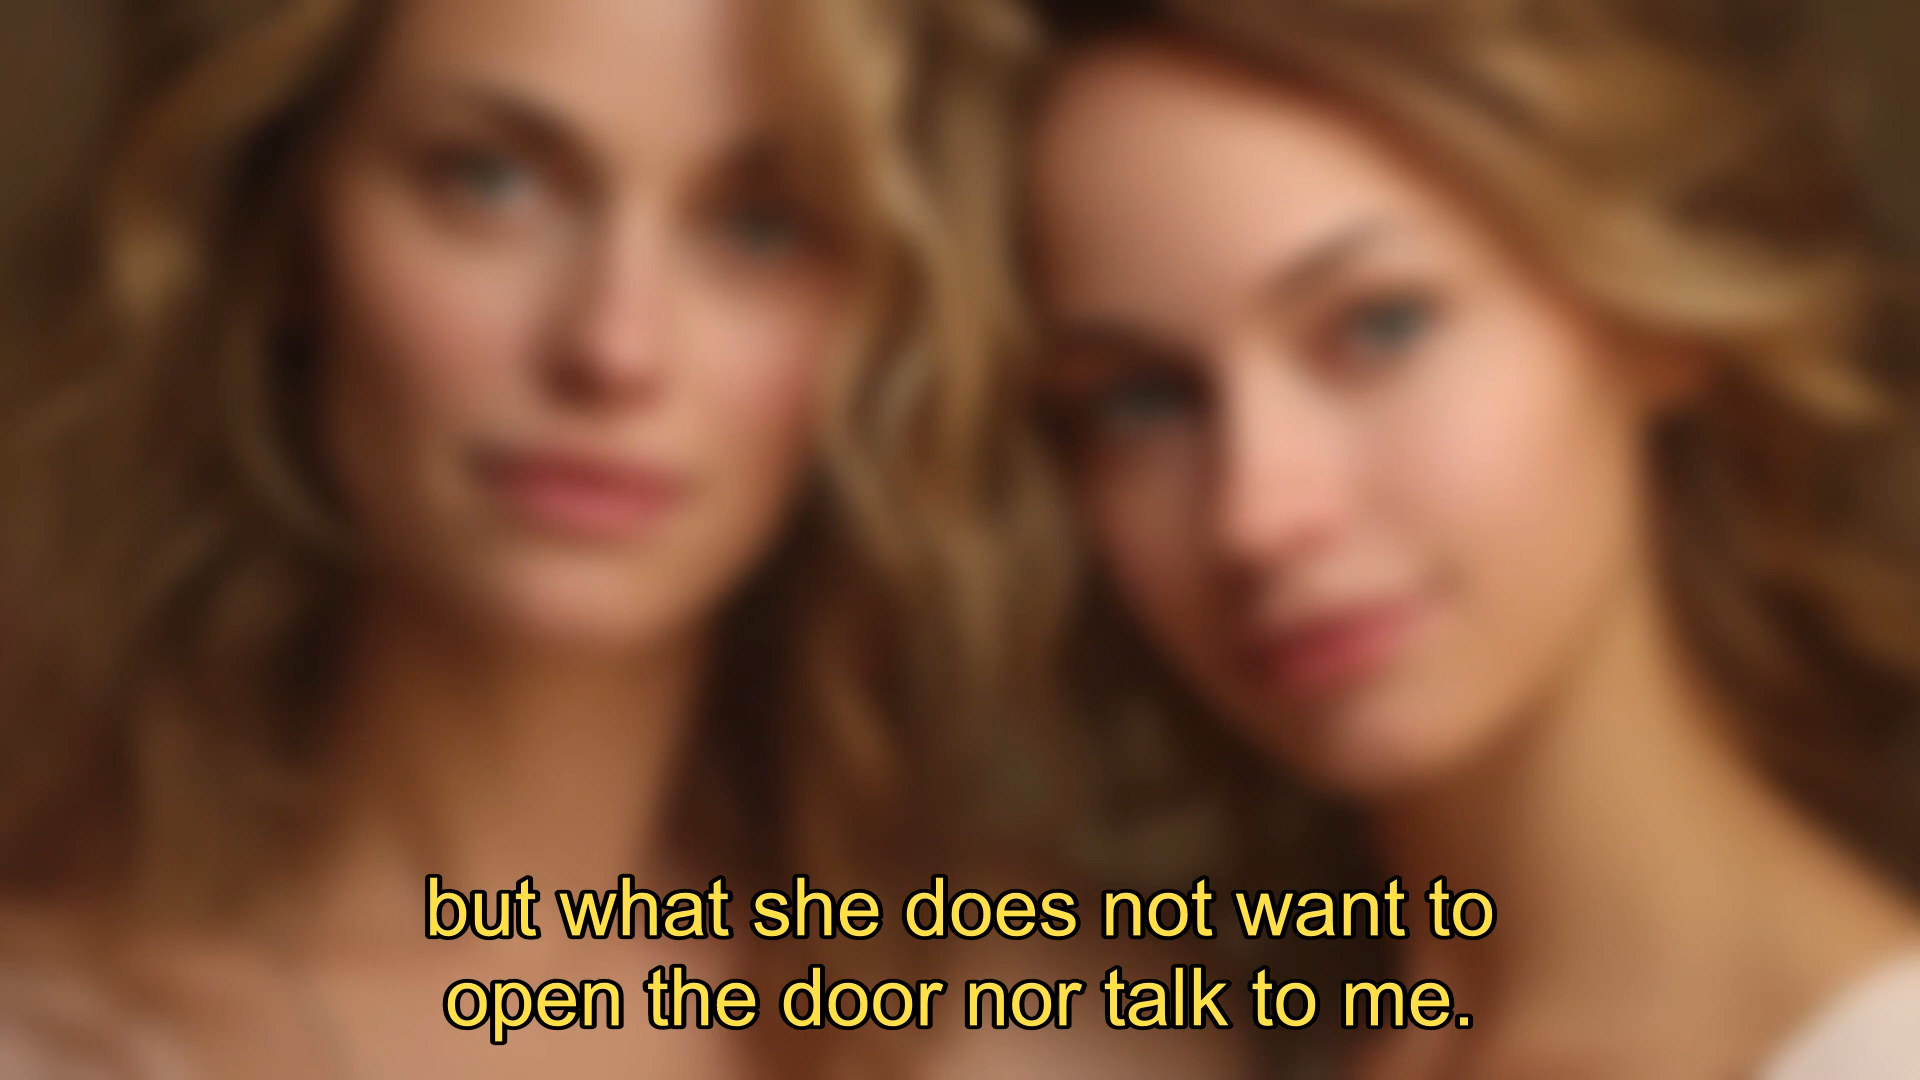 but what she does not want to
open the door nor talk to me.